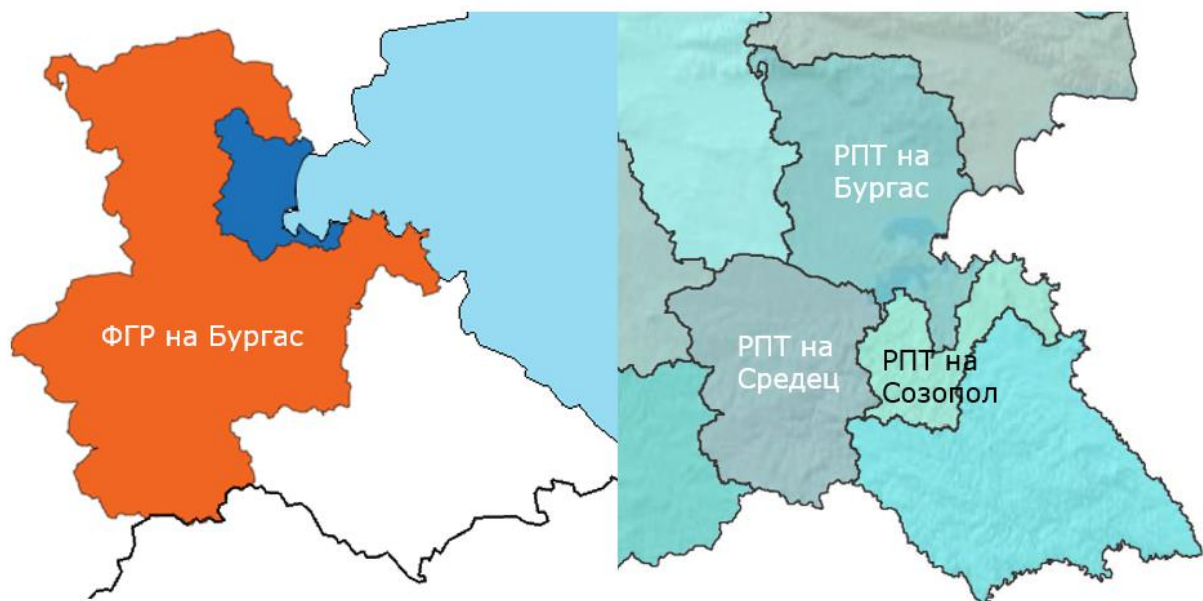 ФГР на Бургас
РПТ на
Бургас
РПТ на
Средец
РПТ на
Созопол